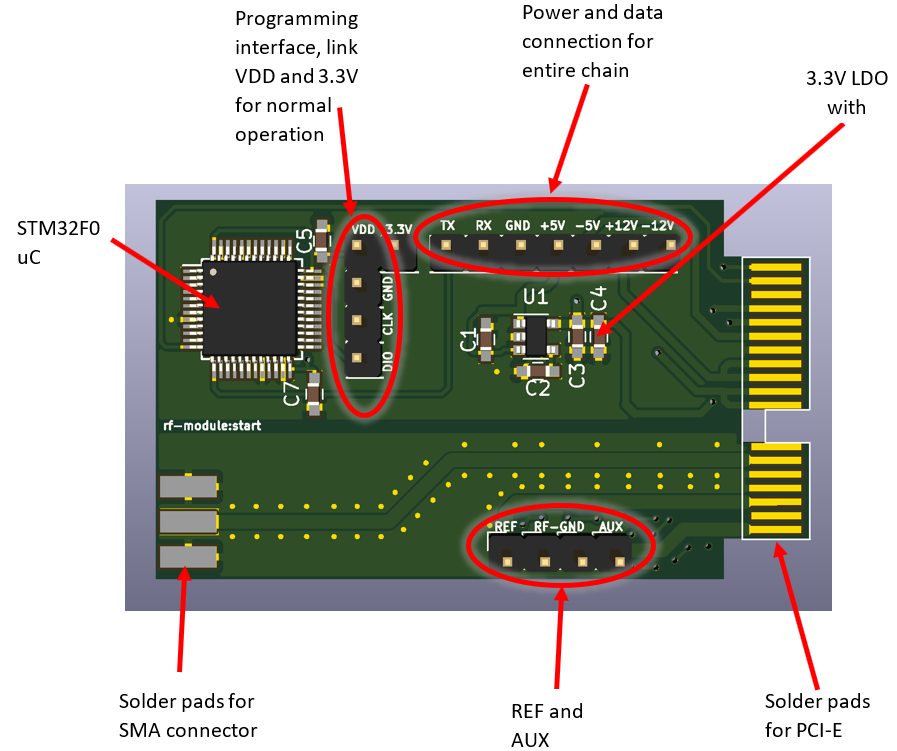 Programming
interface, link
VDD and 3.3V
for normal
operation
Power and data
connection for
entire chain
3.3V LDO
with
STM32F0
uC
C5
VDD 3.3V
GND
CLK
DIO
TX RX GND +5V -5V +12V -12V
U1
C1
C2
C3
C4
C7
rf-module:start
REF RF-GND AUX
Solder pads for
SMA connector
REF and
AUX
Solder pads
for PCI-E